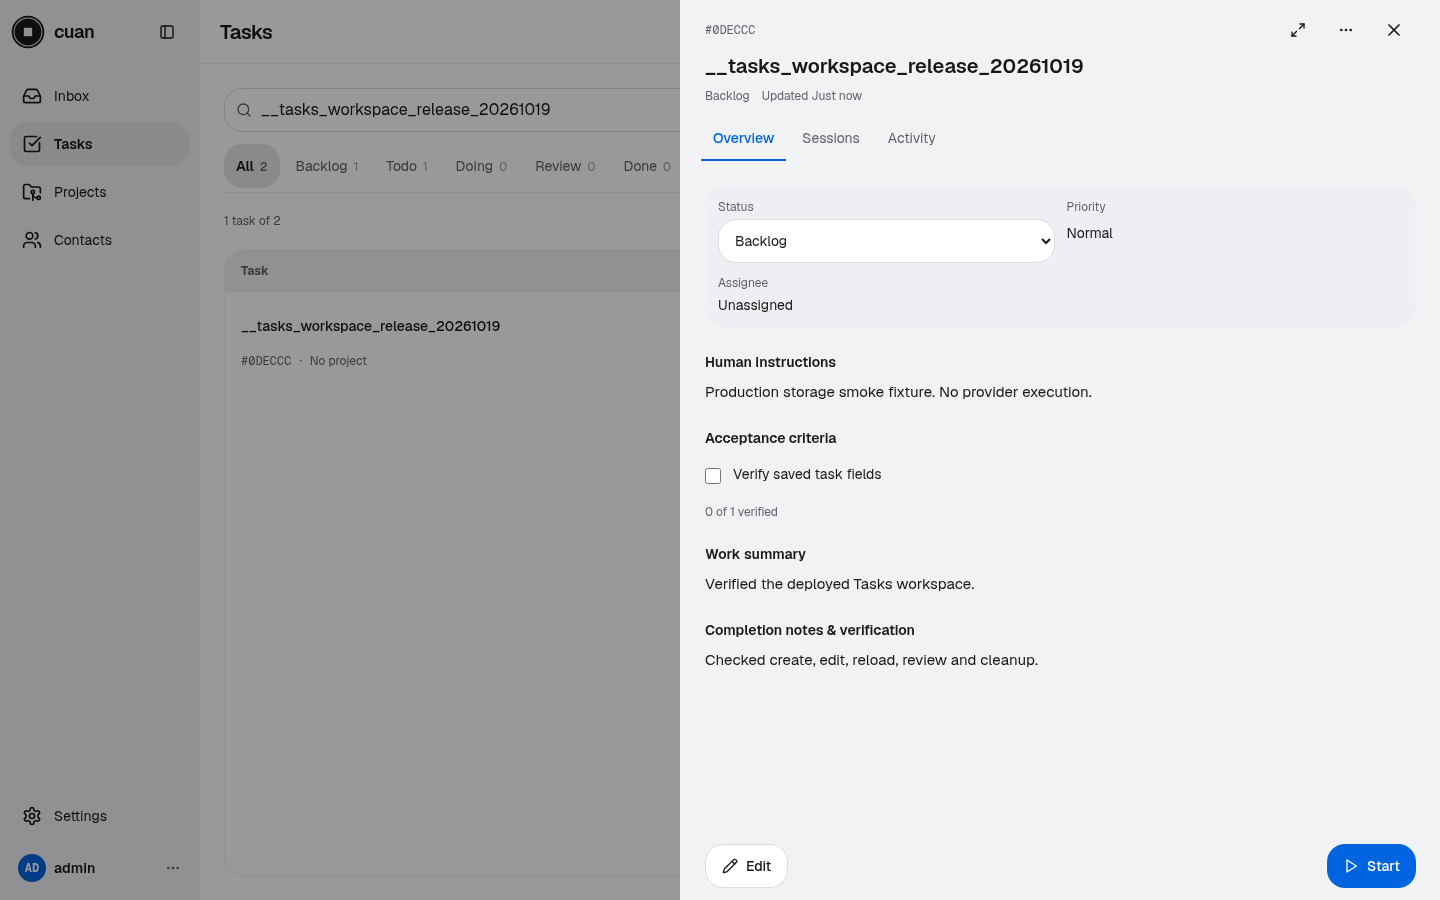 cuan
Inbox
Tasks
Projects
Contacts
Settings
AD admin
Tasks
__tasks_workspace_release_20261019
All 2 Backlog 1 Todo 1 Doing 0 Review 0 Done 0
1 task of 2
Task
__tasks_workspace_release_20261019
#0DECCC · No project
#0DECCC
__tasks_workspace_release_20261019
Backlog Updated Just now
Overview Sessions Activity
Status Priority
Backlog Normal
Assignee
Unassigned
Human instructions
Production storage smoke fixture. No provider execution.
Acceptance criteria
Verify saved task fields
0 of 1 verified
Work summary
Verified the deployed Tasks workspace.
Completion notes & verification
Checked create, edit, reload, review and cleanup.
Edit Start